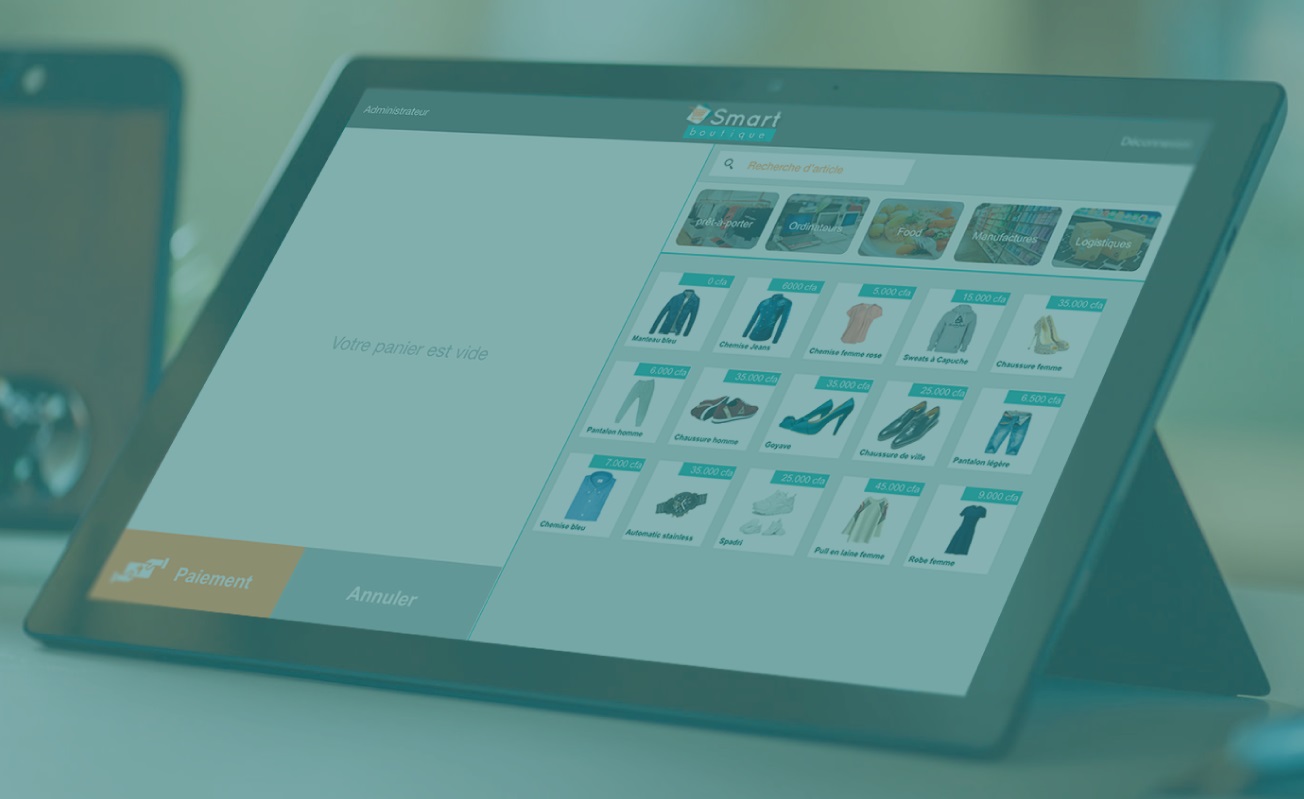 Administrateur
Smart
boutique
Déconnexion
Recherche d'article
prêt-à-porter
Ordinateurs
Food
Manufactures
Logistiques
Votre panier est vide
0 cfa
6000 cfa
5.000 cfa
15.000 cfa
35.000 cfa
Manteau bleu
Chemise Jeans
Chemise femme rose
Sweats à Capuche
Chaussure femme
6.000 cfa
35.000 cfa
35.000 cfa
25.000 cfa
6.500 cfa
Pantalon homme
Chaussure homme
Goyave
Chaussure de ville
Pantalon légère
7.000 cfa
35.000 cfa
25.000 cfa
45.000 cfa
9.000 cfa
Chemise bleu
Automatic stainless
Spadri
Pull en laine femme
Robe femme
Paiement
Annuler